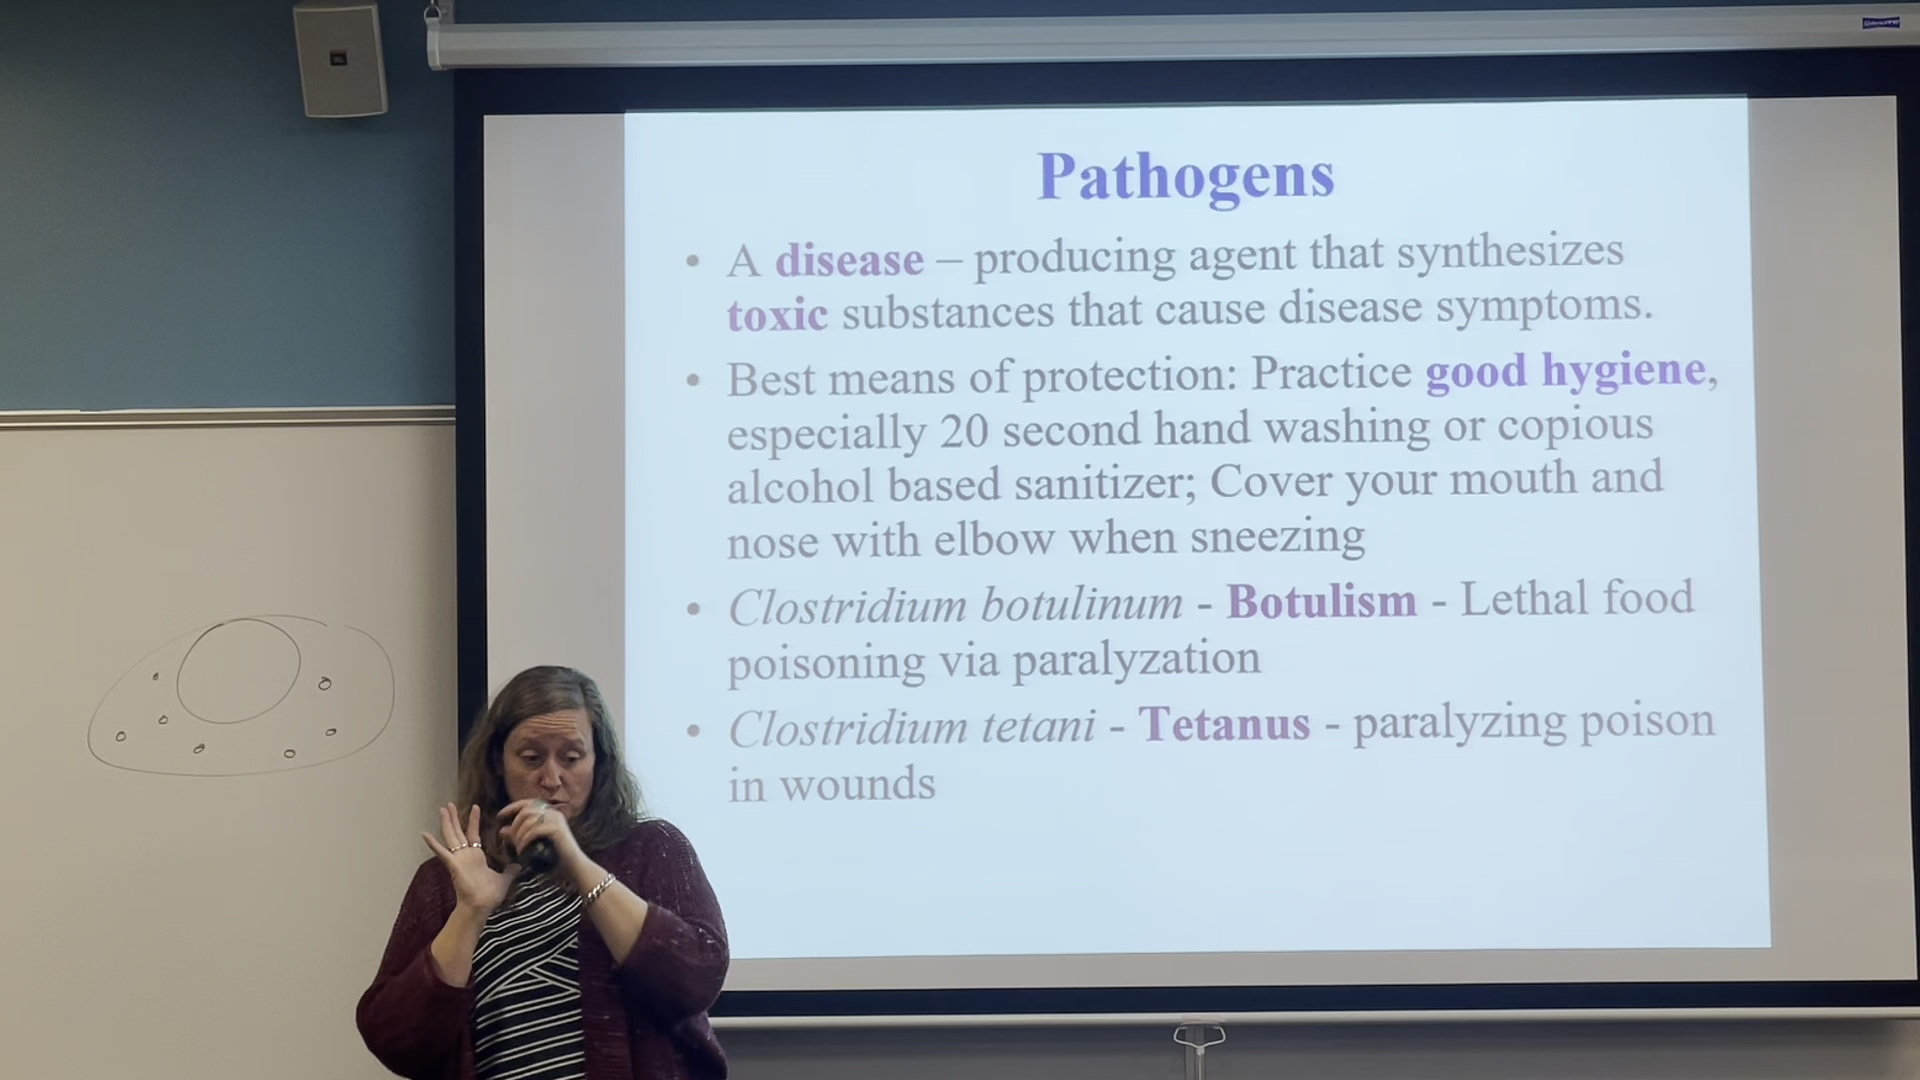 Pathogens
• A disease – producing agent that synthesizes
toxic substances that cause disease symptoms.
• Best means of protection: Practice good hygiene,
especially 20 second hand washing or copious
alcohol based sanitizer; Cover your mouth and
nose with elbow when sneezing
• Clostridium botulinum - Botulism - Lethal food
poisoning via paralyzation
• Clostridium tetani - Tetanus - paralyzing poison
in wounds